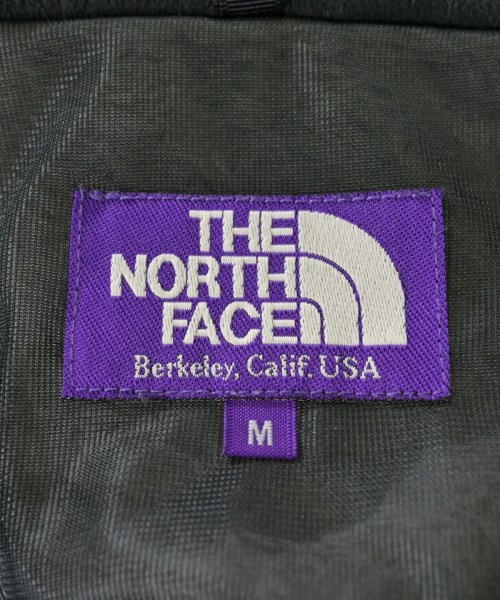 THE
NORTH
FACE
Berkeley, Calif. USA
M